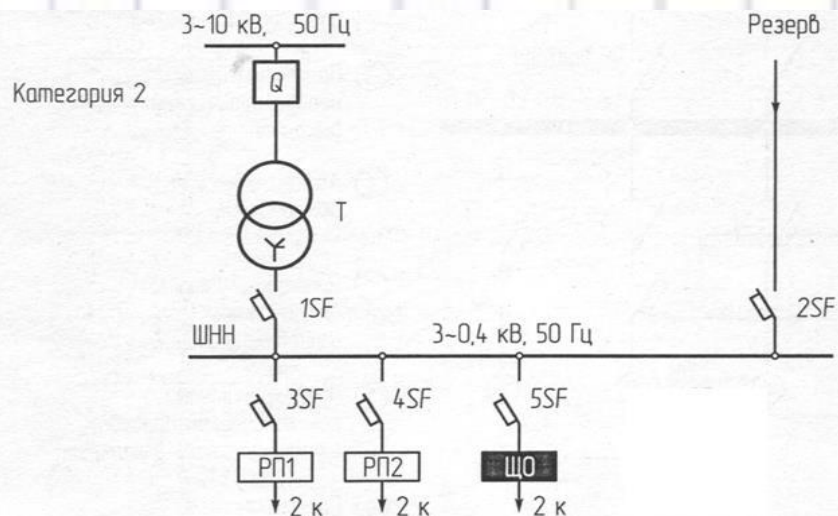 3~10 кВ, 50 Гц
Резерв
Категория 2
Q
T
1SF
2SF
ШНН
3~0,4 кВ, 50 Гц
3SF
4SF
5SF
РП1
РП2
ЩО
2 к
2 к
2 к